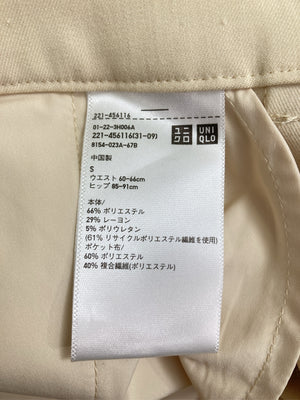 221-456116
01-22-3H006A
221-456116(31-09)
8154-023A-67B
ユニ
クロ
UNI
QLO
中国製
S
ウエスト 60-66cm
ヒップ 85-91cm
本体/
66% ポリエステル
29% レーヨン
5% ポリウレタン
(61% リサイクルポリエステル繊維を使用)
ポケット布/
60% ポリエステル
40% 複合繊維(ポリエステル)